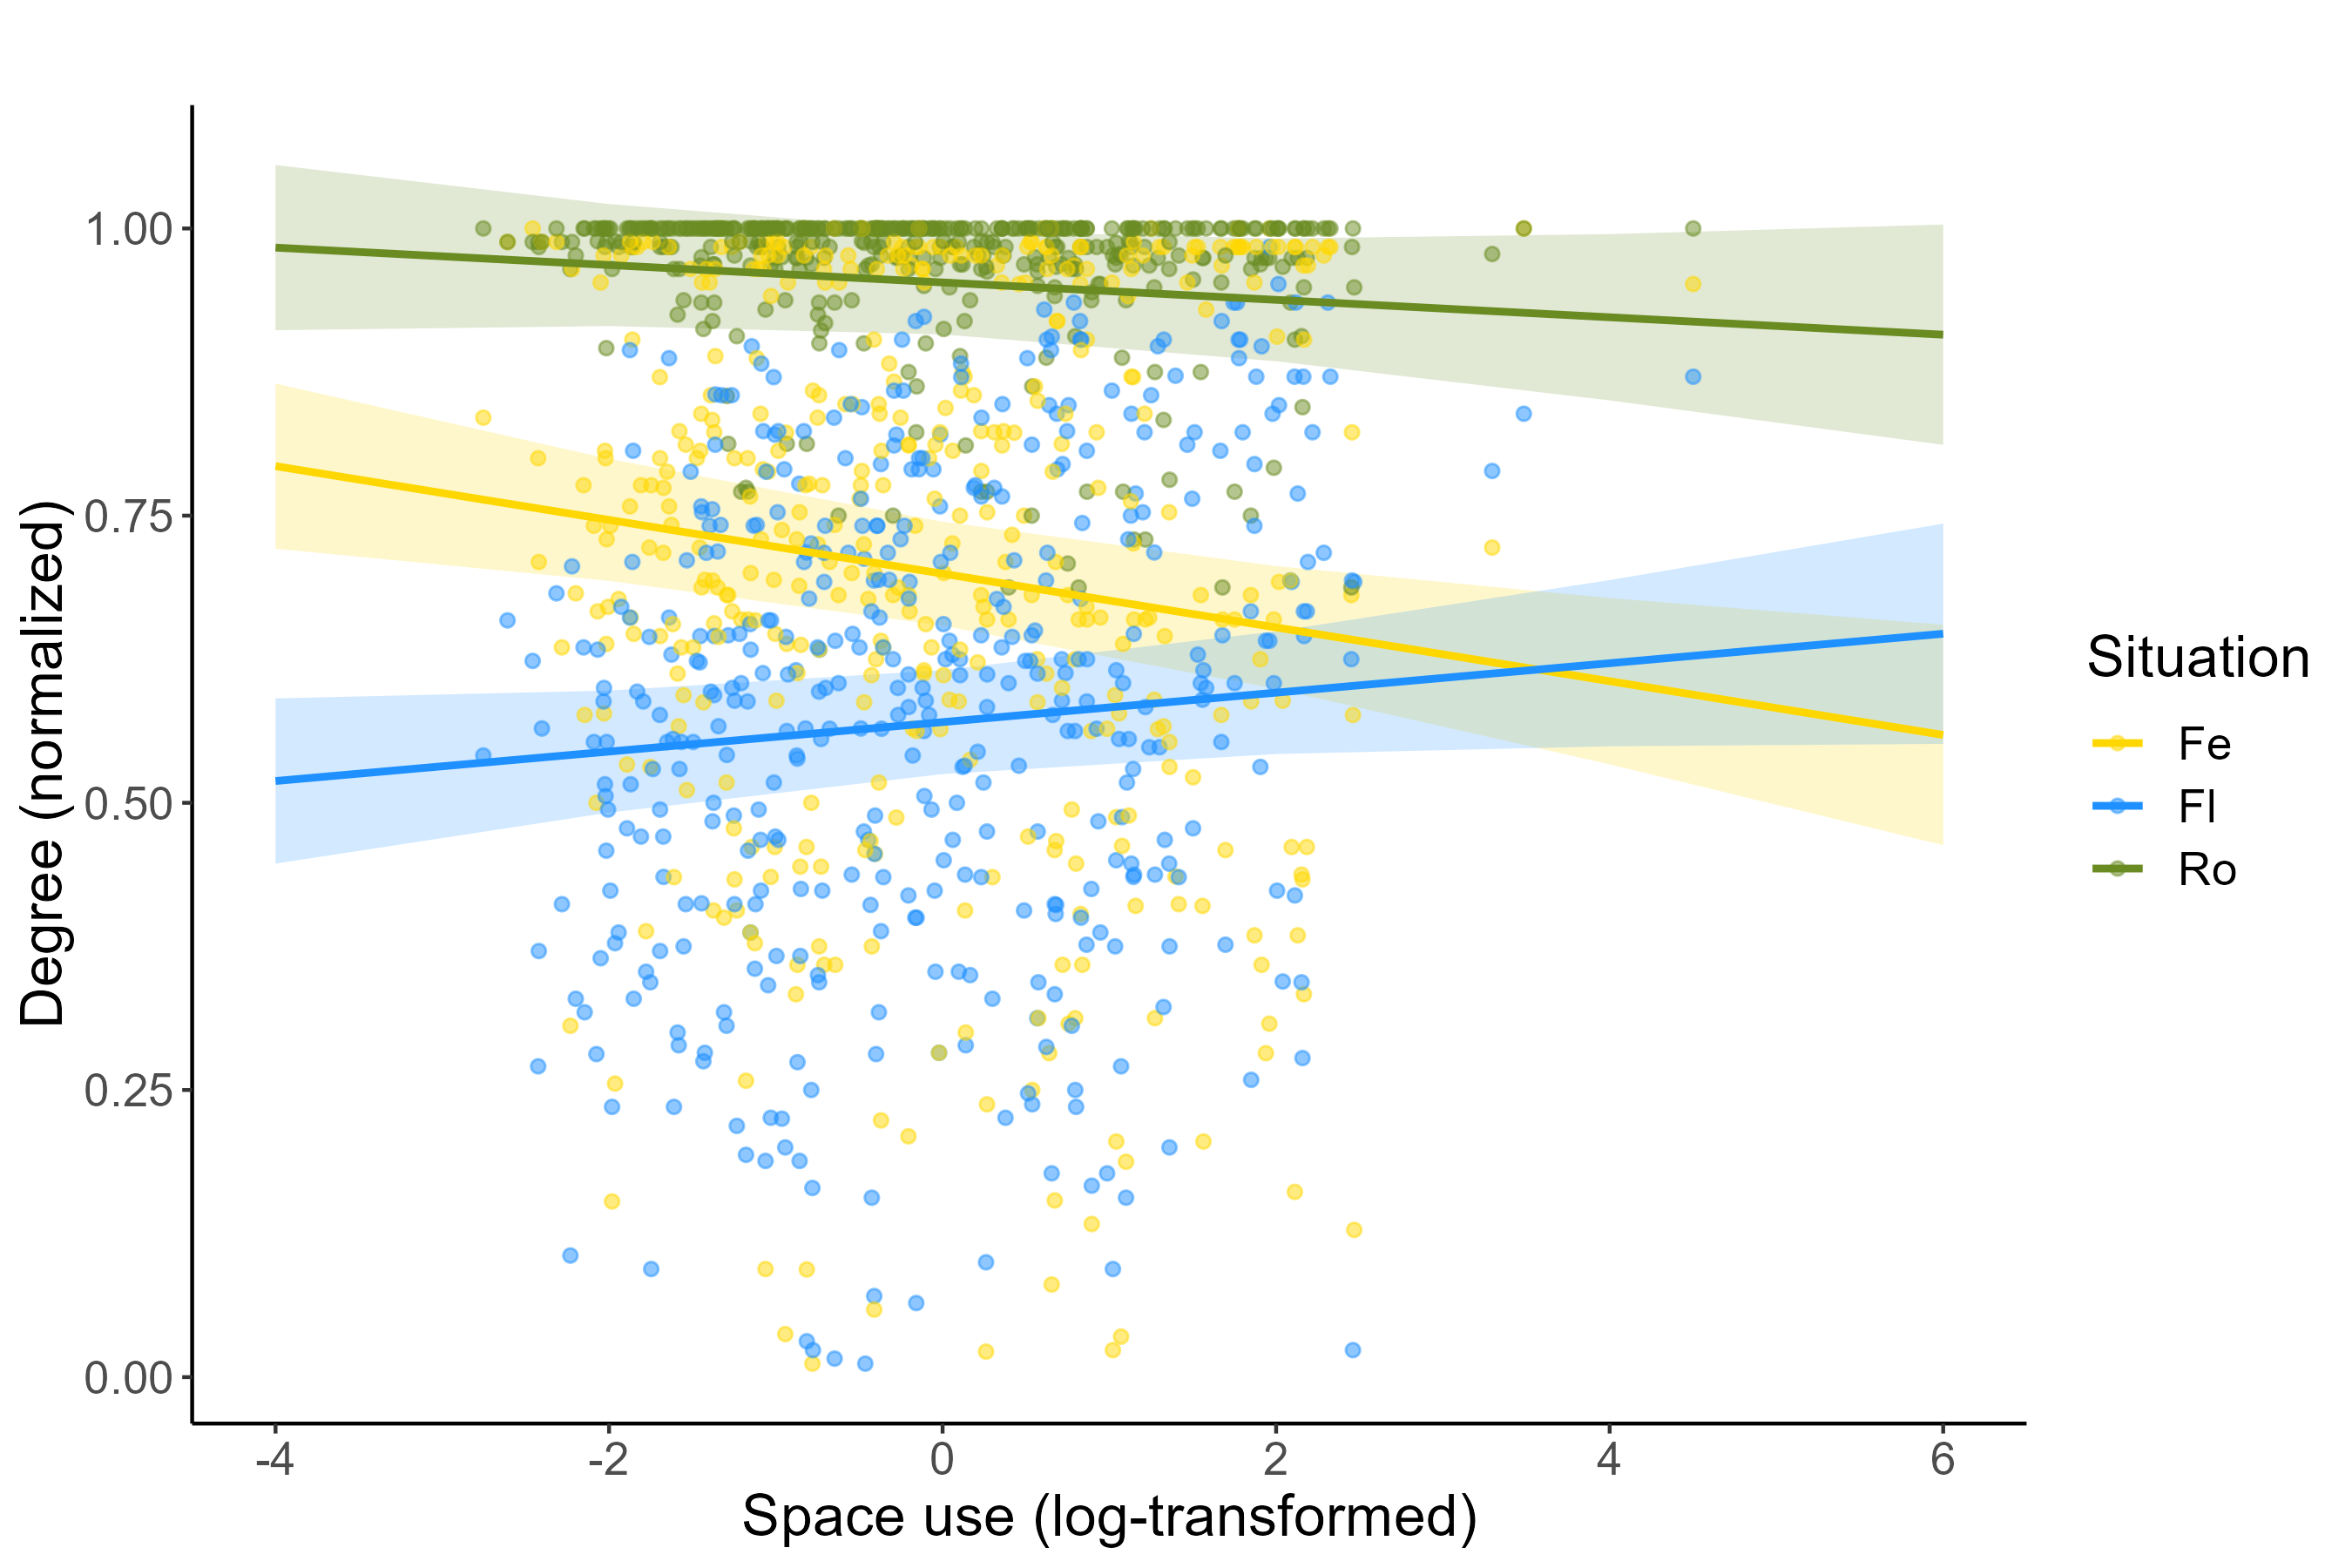 Degree (normalized)
1.00
0.75
0.50
0.25
0.00
-4 -2 0 2 4 6
Space use (log-transformed)
Situation
Fe
Fl
Ro